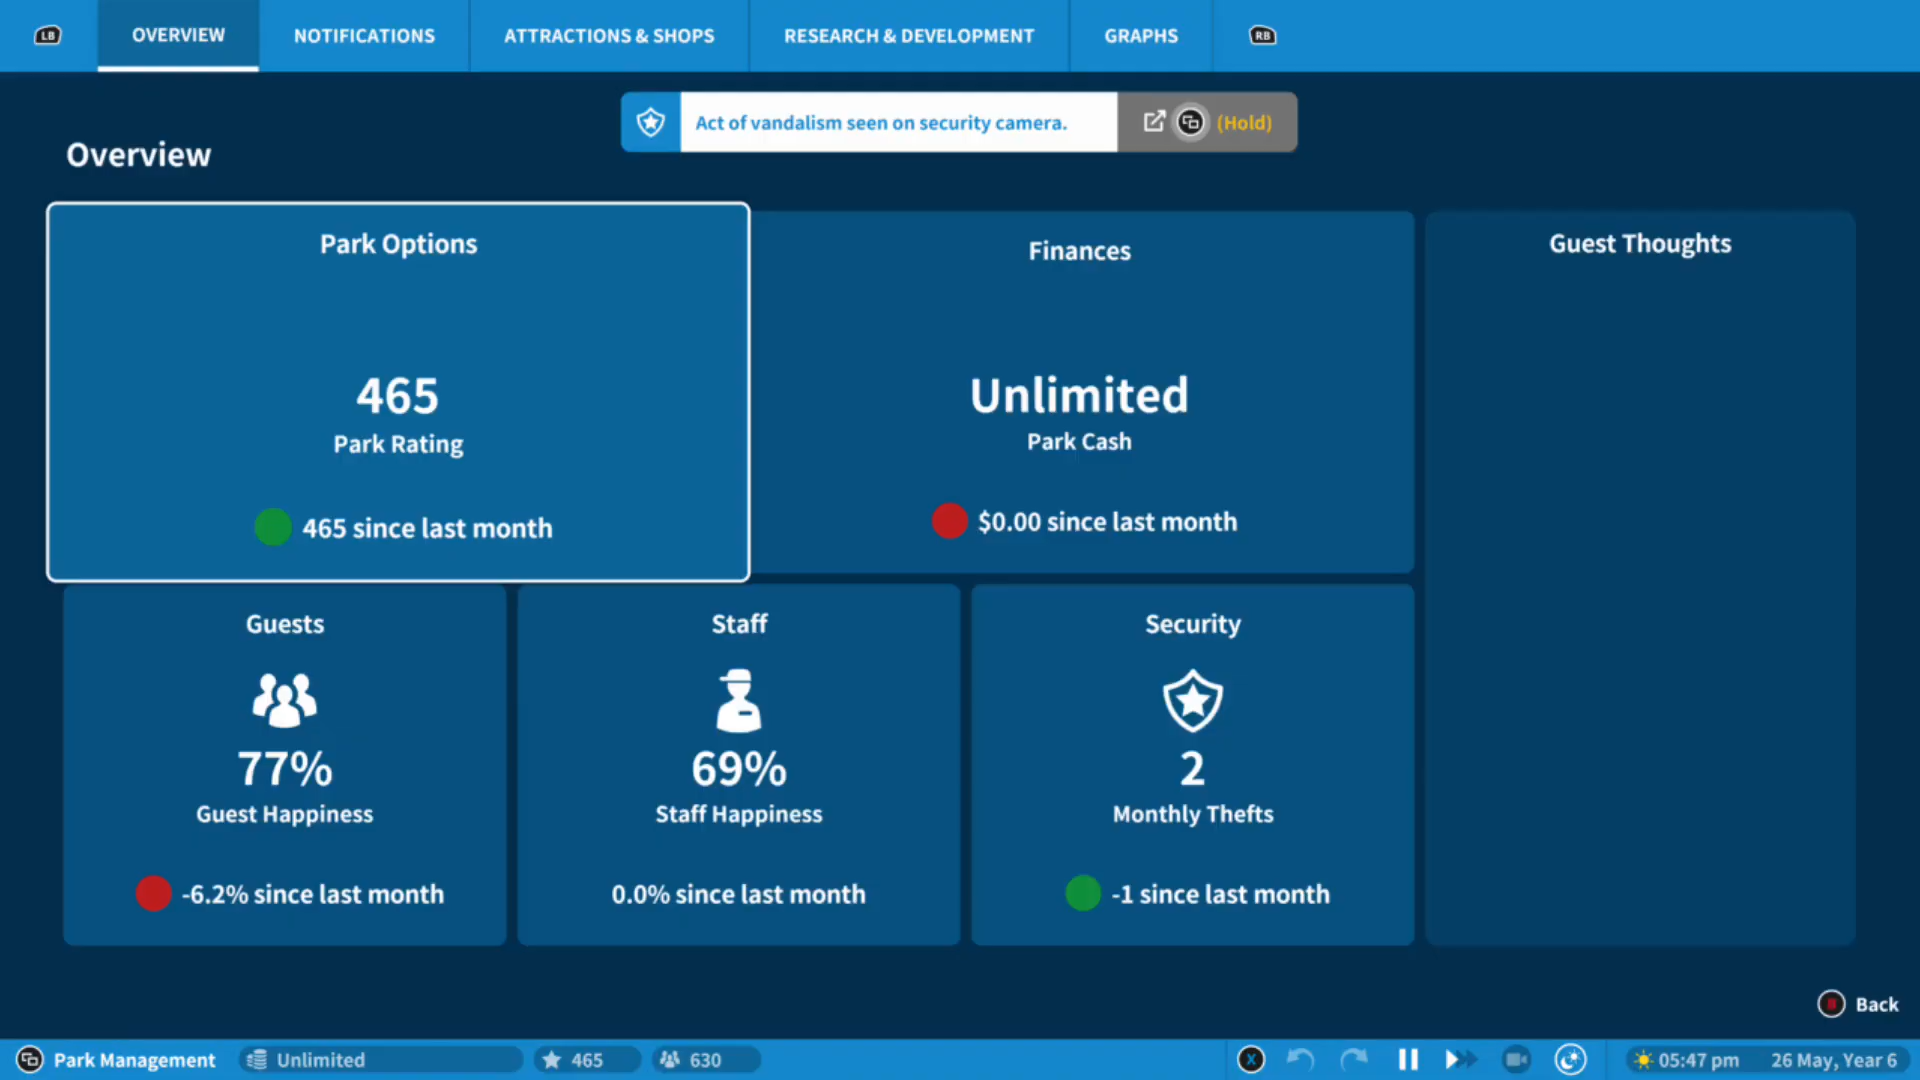 LB
OVERVIEW
NOTIFICATIONS
ATTRACTIONS & SHOPS
RESEARCH & DEVELOPMENT
GRAPHS
RB
Act of vandalism seen on security camera.
(Hold)
Overview
Park Options
465
Park Rating
465 since last month
Finances
Unlimited
Park Cash
$0.00 since last month
Guest Thoughts
Guests
77%
Guest Happiness
-6.2% since last month
Staff
69%
Staff Happiness
0.0% since last month
Security
2
Monthly Thefts
-1 since last month
B Back
Park Management
Unlimited
465
630
X
05:47 pm
26 May, Year 6